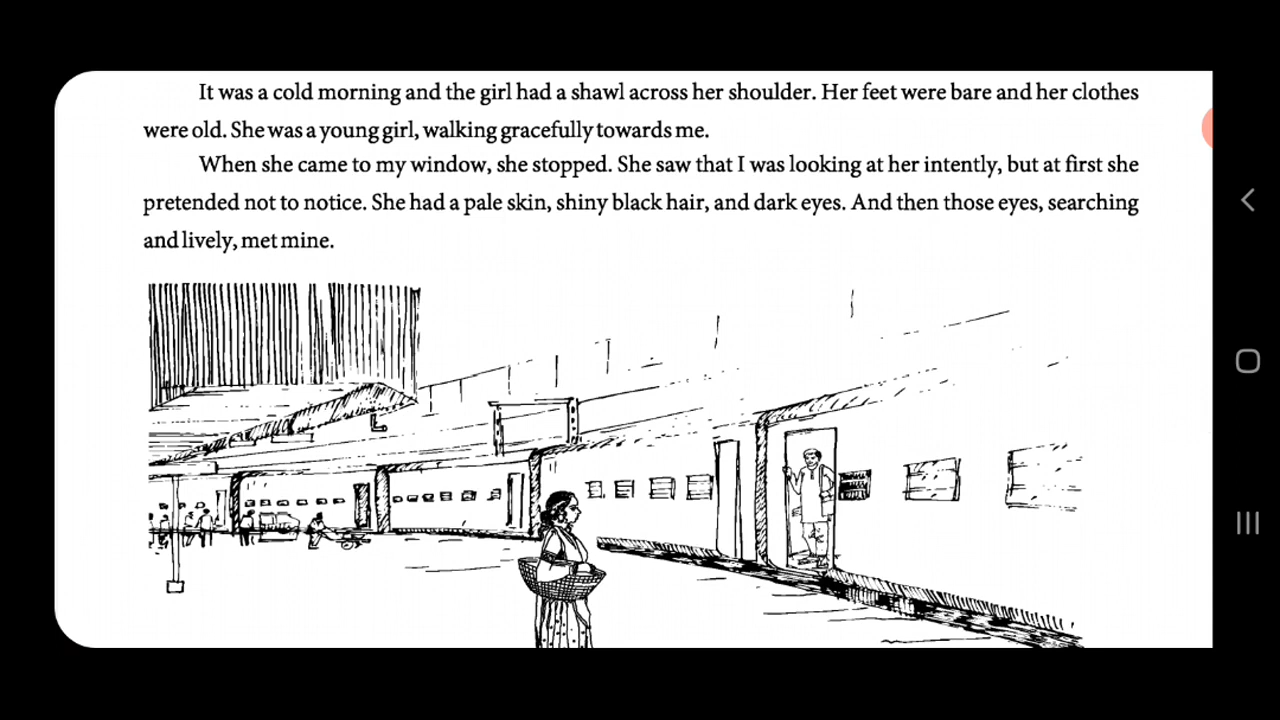 It was a cold morning and the girl had a shawl across her shoulder. Her feet were bare and her clothes
were old. She was a young girl, walking gracefully towards me.
When she came to my window, she stopped. She saw that I was looking at her intently, but at first she
pretended not to notice. She had a pale skin, shiny black hair, and dark eyes. And then those eyes, searching
and lively, met mine.